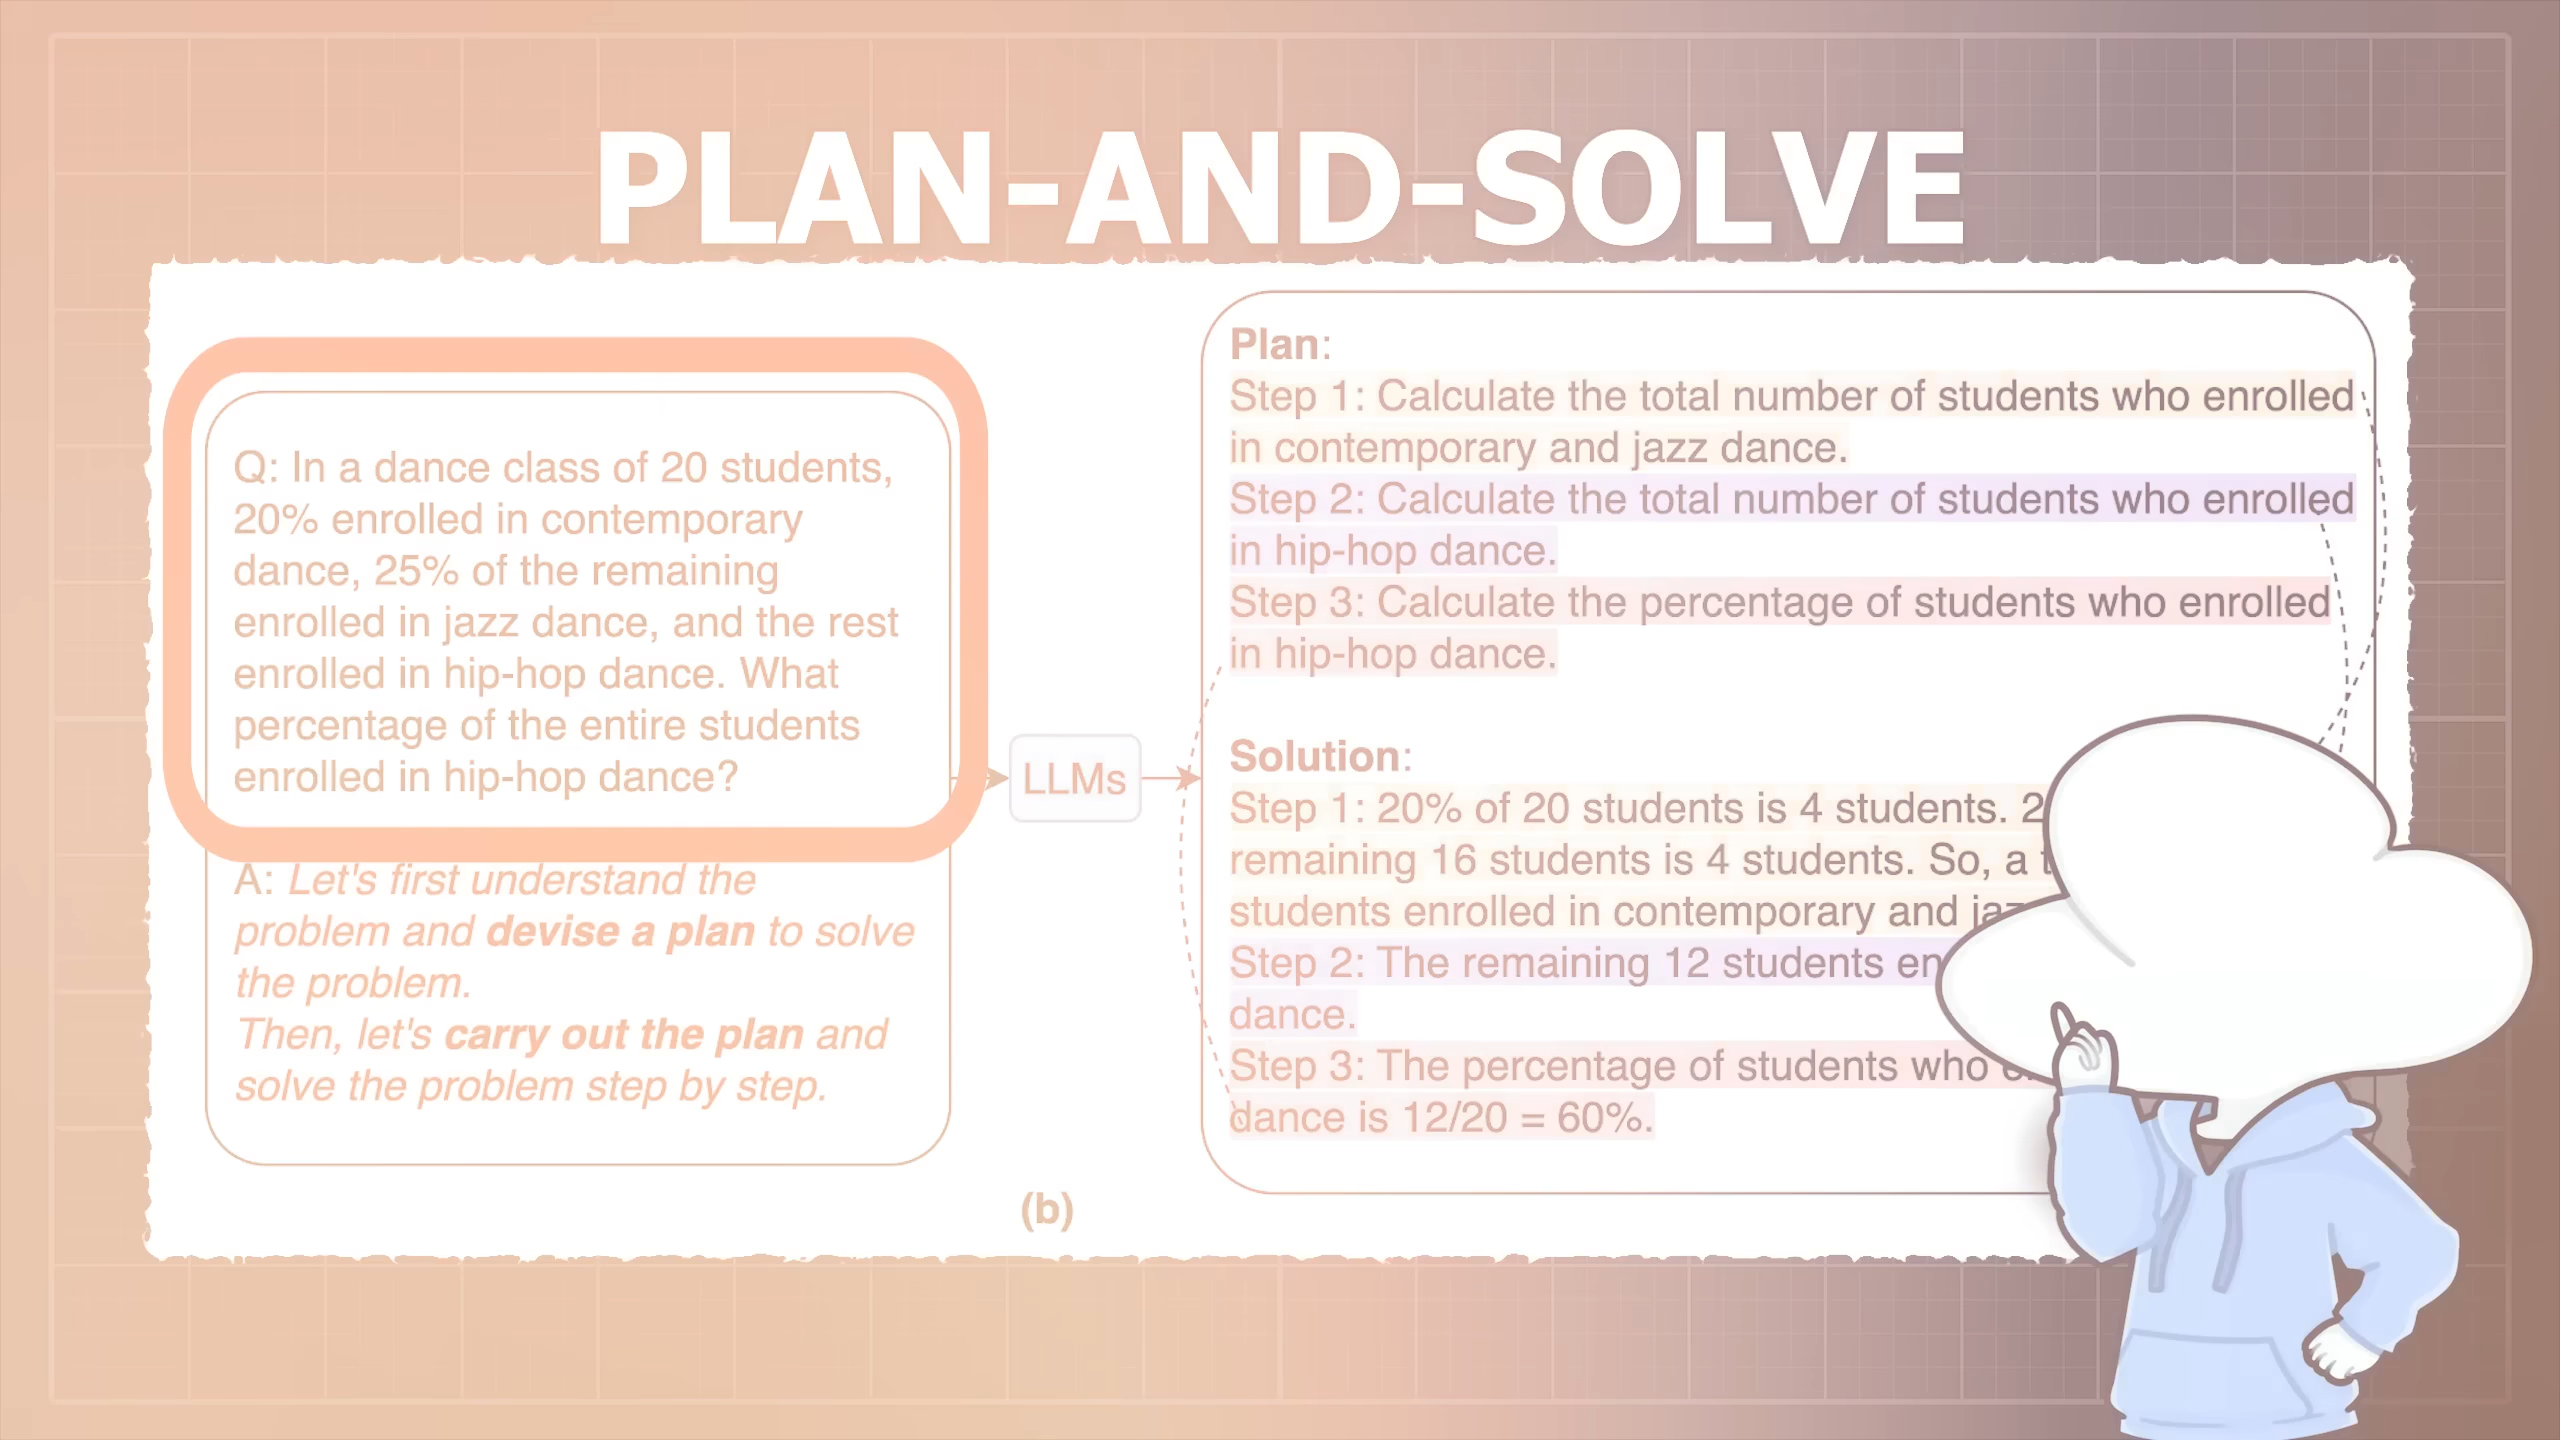 PLAN-AND-SOLVE
Q: In a dance class of 20 students,
20% enrolled in contemporary
dance, 25% of the remaining
enrolled in jazz dance, and the rest
enrolled in hip-hop dance. What
percentage of the entire students
enrolled in hip-hop dance?
A: Let's first understand the
problem and devise a plan to solve
the problem.
Then, let's carry out the plan and
solve the problem step by step.
LLMs
Plan:
Step 1: Calculate the total number of students who enrolled
in contemporary and jazz dance.
Step 2: Calculate the total number of students who enrolled
in hip-hop dance.
Step 3: Calculate the percentage of students who enrolled
in hip-hop dance.
Solution:
Step 1: 20% of 20 students is 4 students.
remaining 16 students is 4 students. So, a
students enrolled in contemporary and
Step 2: The remaining 12 students
dance.
Step 3: The percentage of students who
dance is 12/20 = 60%.
(b)